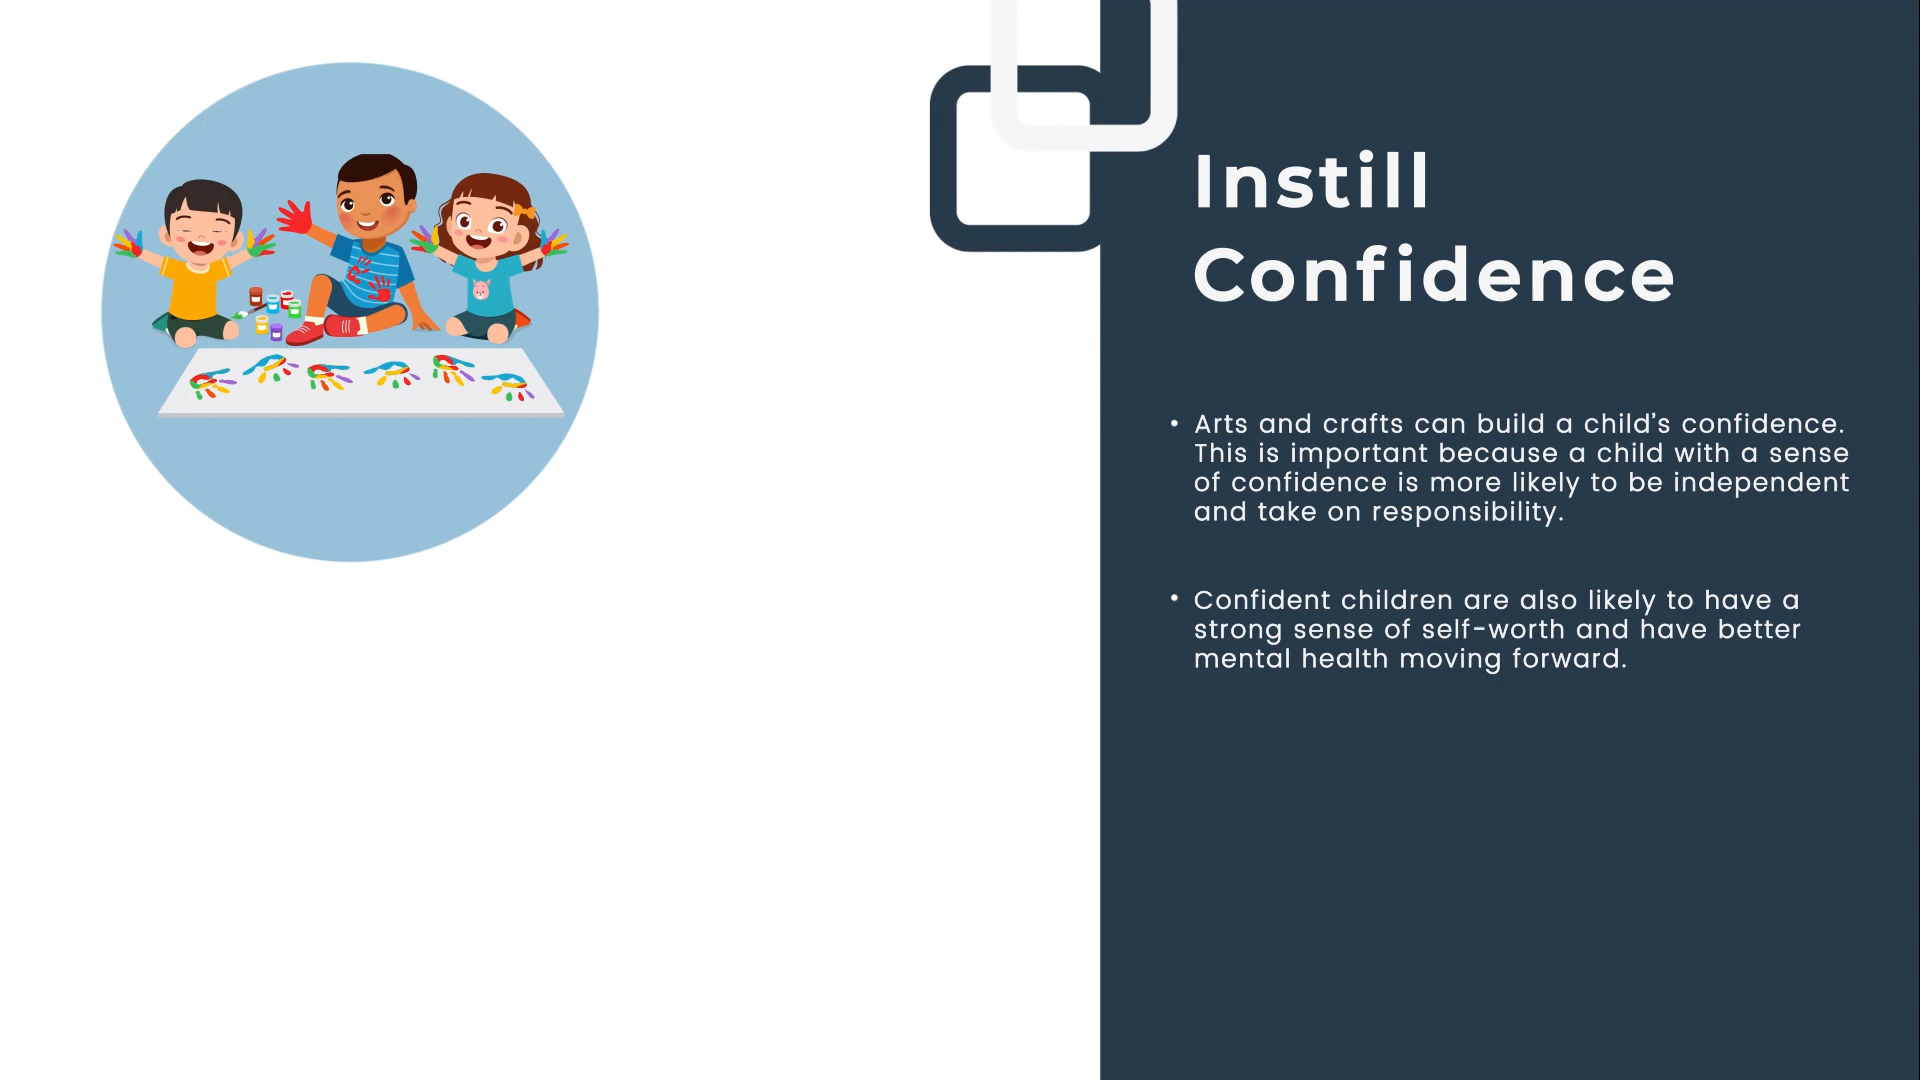 Instill
Confidence
• Arts and crafts can build a child's confidence.
This is important because a child with a sense
of confidence is more likely to be independent
and take on responsibility.
• Confident children are also likely to have a
strong sense of self-worth and have better
mental health moving forward.